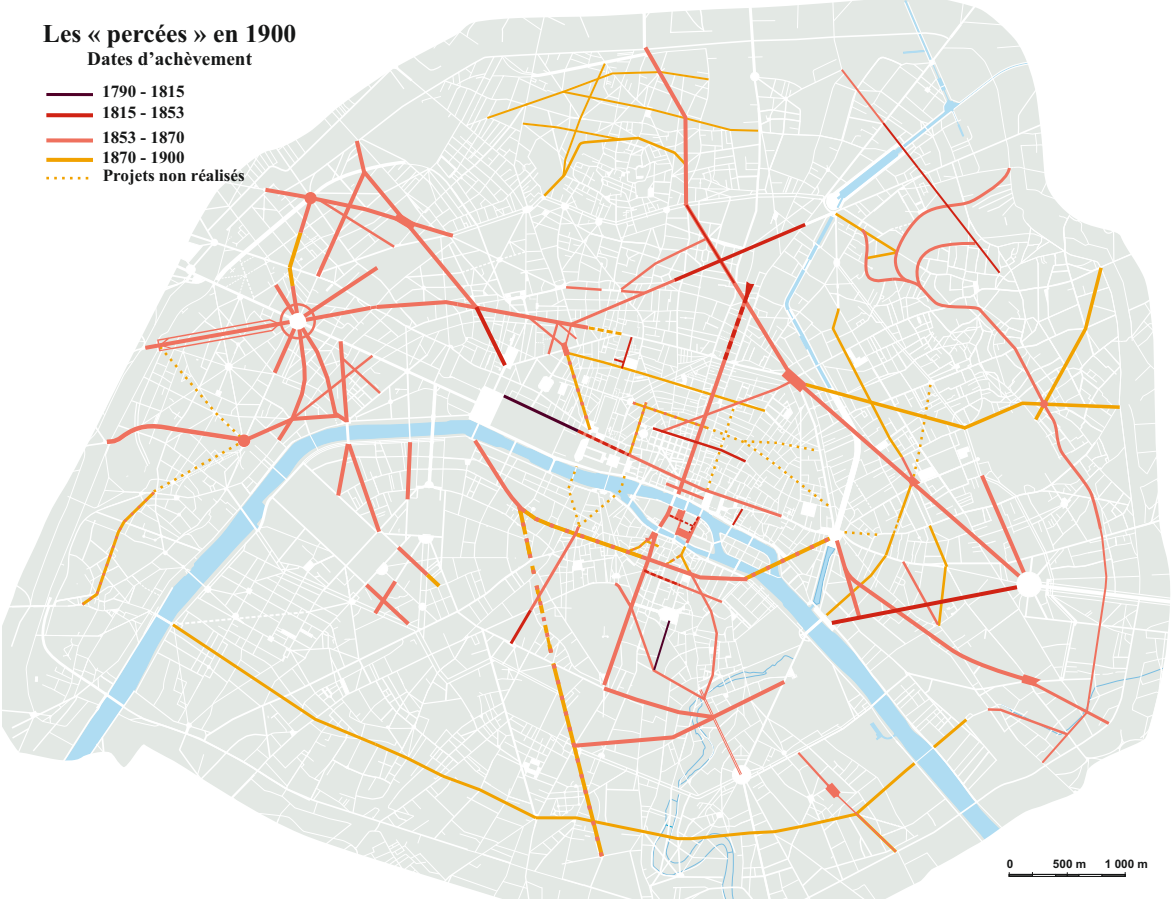 Les « percées » en 1900
Dates d’achèvement
1790 - 1815
1815 - 1853
1853 - 1870
1870 - 1900
Projets non réalisés
0 500 m 1 000 m